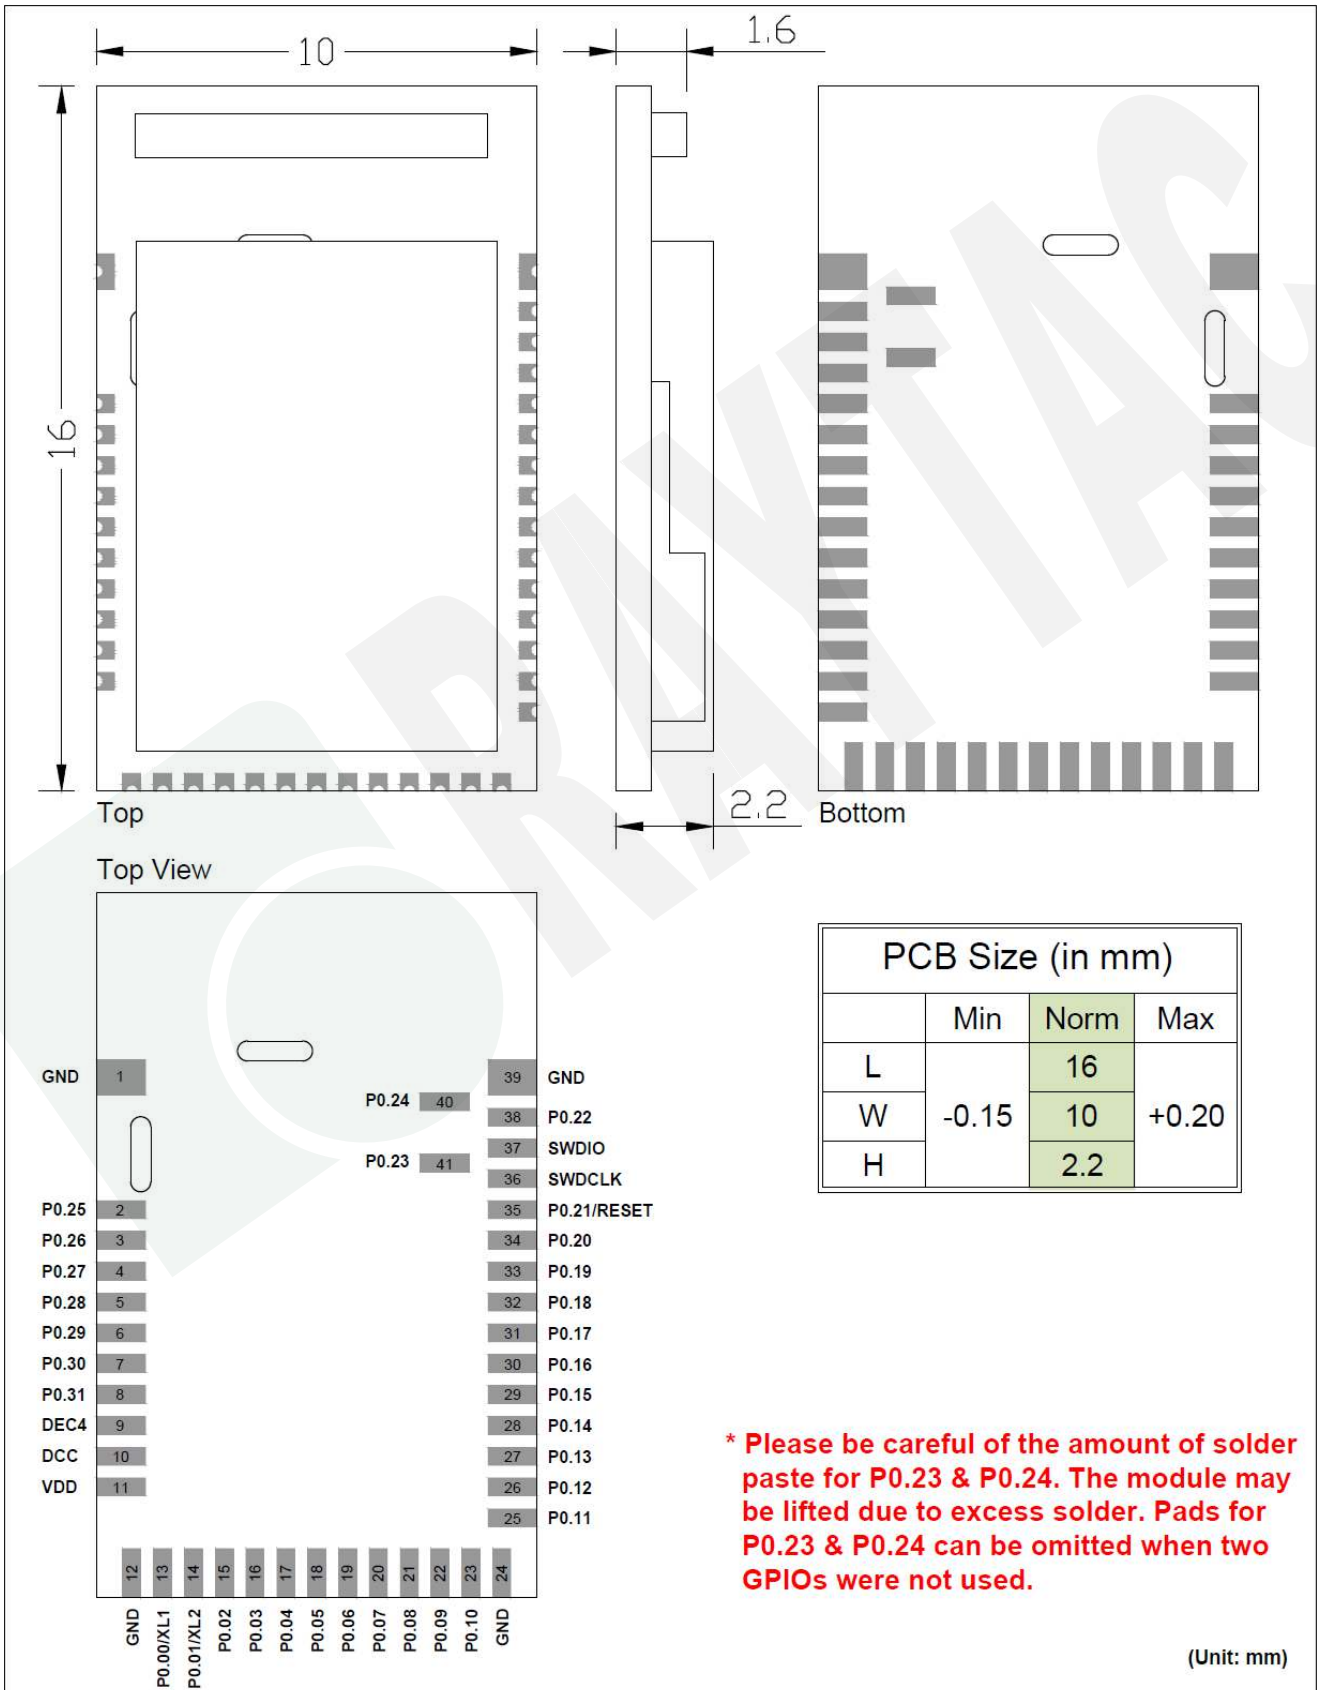 10
1.6
16
2.2
Top
Bottom
Top View
GND 1
39 GND
P0.24 40
38 P0.22
37 SWDIO
P0.23 41
36 SWDCLK
P0.25 2
35 P0.21/RESET
P0.26 3
34 P0.20
P0.27 4
33 P0.19
P0.28 5
32 P0.18
P0.29 6
31 P0.17
P0.30 7
30 P0.16
P0.31 8
29 P0.15
DEC4 9
28 P0.14
DCC 10
27 P0.13
VDD 11
26 P0.12
25 P0.11
12 13 14 15 16 17 18 19 20 21 22 23 24
GND P0.00/XL1 P0.01/XL2 P0.02 P0.03 P0.04 P0.05 P0.06 P0.07 P0.08 P0.09 P0.10 GND
PCB Size (in mm)
Min Norm Max
L 16
W -0.15 10 +0.20
H 2.2
* Please be careful of the amount of solder
paste for P0.23 & P0.24. The module may
be lifted due to excess solder. Pads for
P0.23 & P0.24 can be omitted when two
GPIOs were not used.
(Unit: mm)
RAYTAC